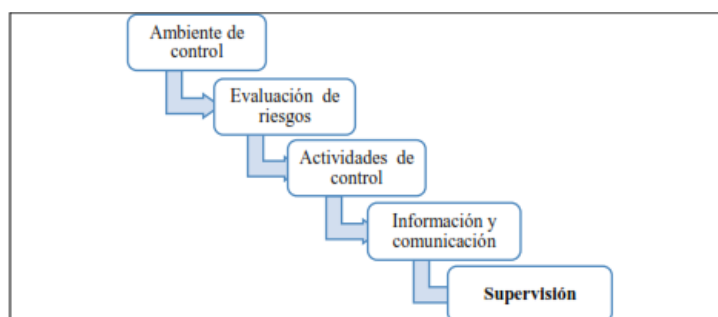 Ambiente de
control
Evaluación de
riesgos
Actividades de
control
Información y
comunicación
Supervisión